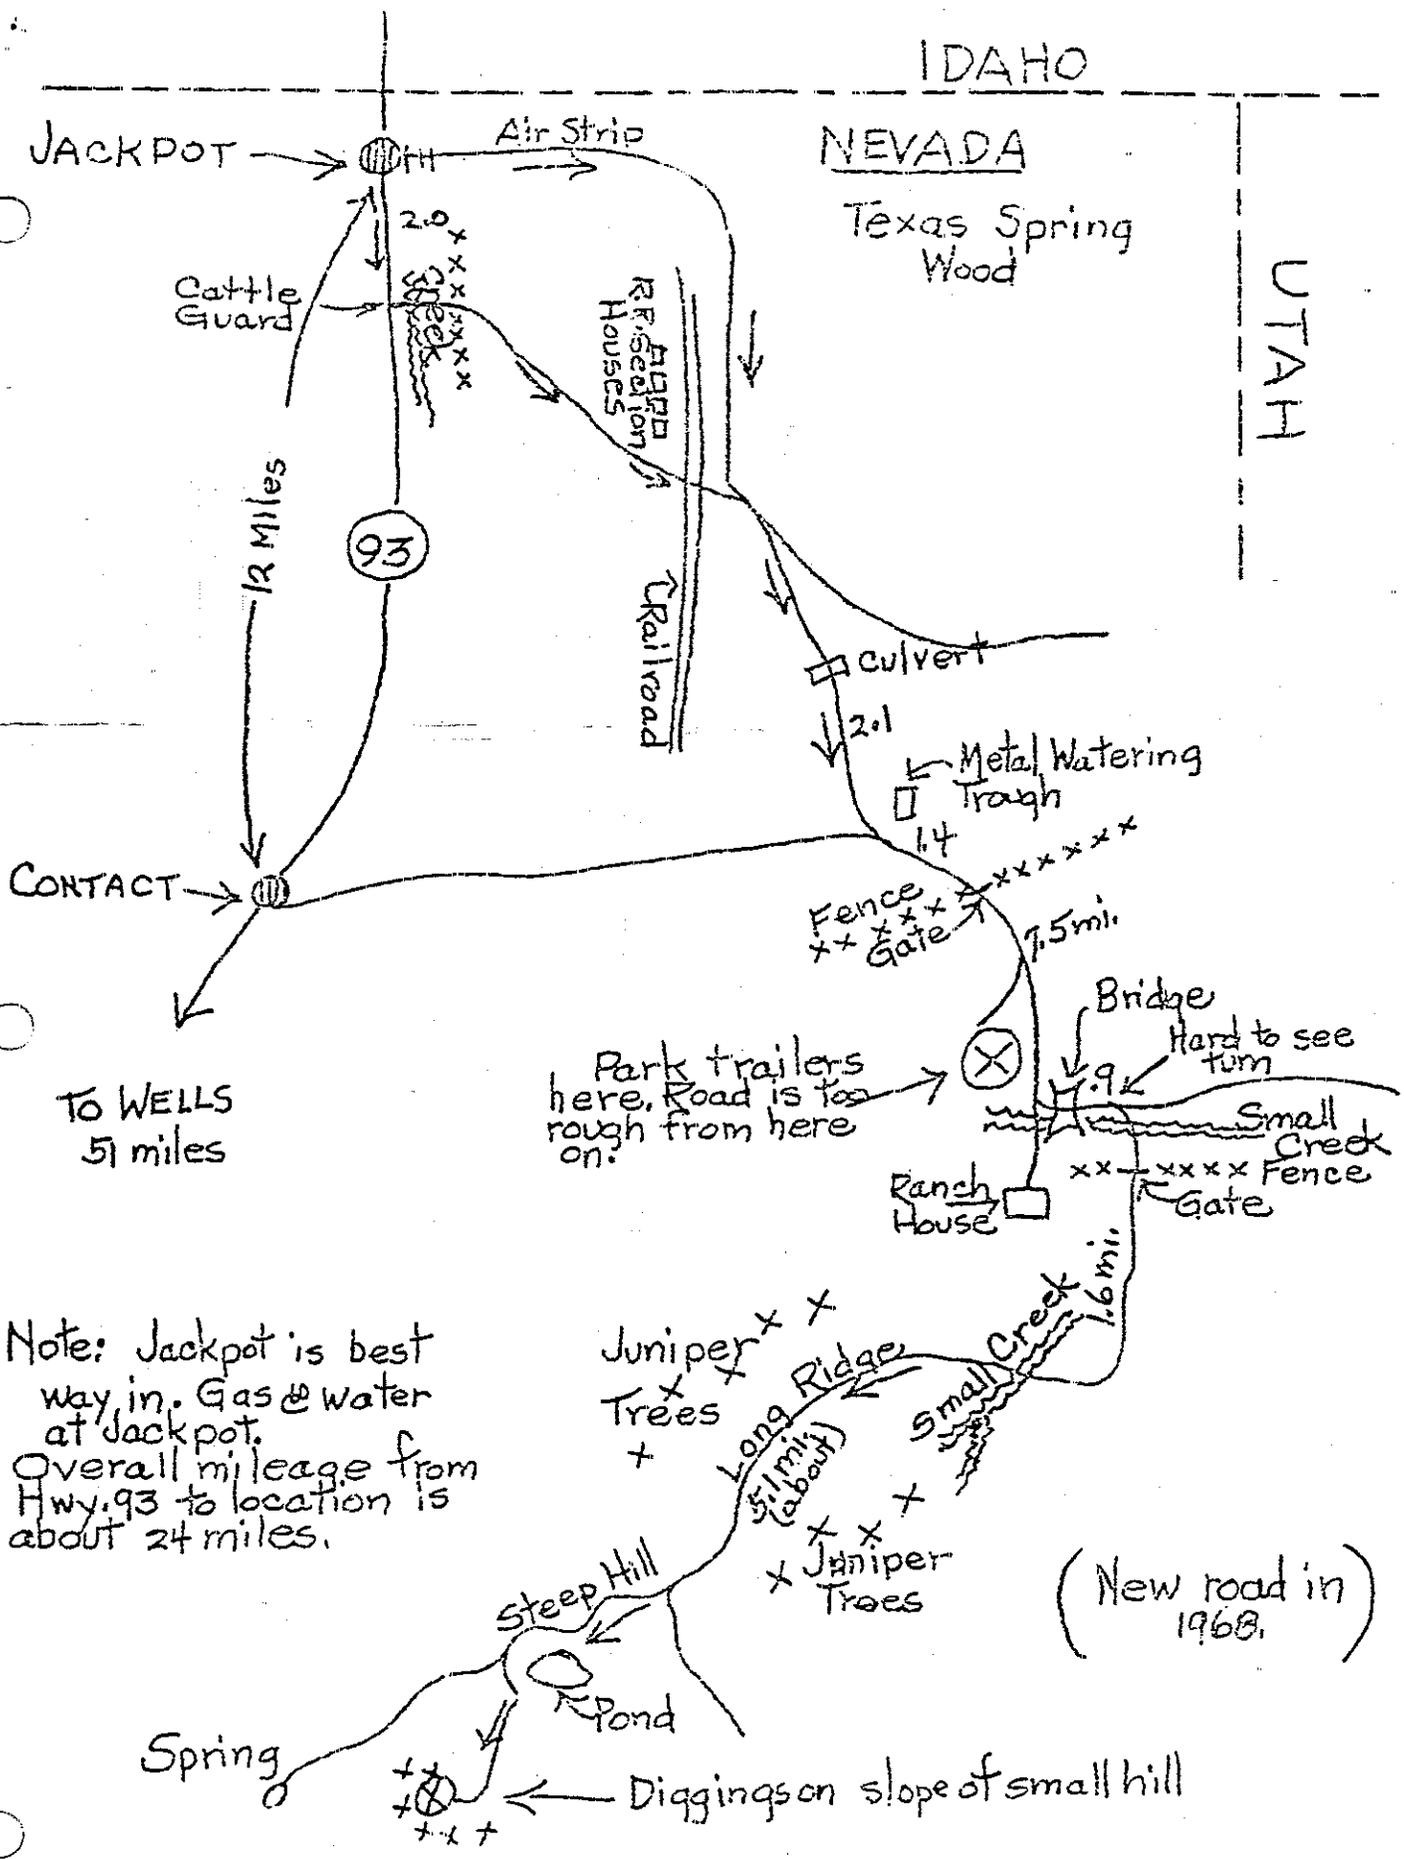 IDAHO
JACKPOT
Air Strip
NEVADA
Texas Spring
Wood
UTAH
2.0
Cattle
Guard
Creek
R.R. Section
Houses
12 Miles
93
Railroad
Culvert
2.1
Metal Watering
Trough
1.4
CONTACT
Fence
Gate
7.5 mi.
Bridge
Hard to see
turn
.9
Park trailers
here. Road is too
rough from here
on.
TO WELLS
51 miles
Small
Creek
Fence
Gate
Ranch
House
1.6 mi.
Note: Jackpot is best
way in. Gas & water
at Jackpot.
Overall mileage from
Hwy. 93 to location is
about 24 miles.
Juniper
Trees
Long Ridge
5.1 mi.
(about)
Small Creek
Juniper
Trees
Steep Hill
(New road in
1968.)
Pond
Spring
Diggings on slope of small hill